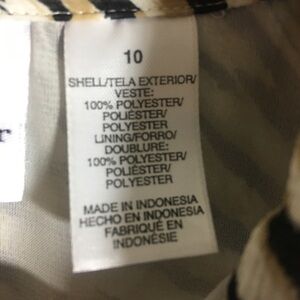 10
SHELL/TELA EXTERIOR/
VESTE:
100% POLYESTER/
POLIÉSTER/
POLYESTER
LINING/FORRO/
DOUBLURE:
100% POLYESTER/
POLIÉSTER/
POLYESTER
MADE IN INDONESIA
HECHO EN INDONESIA
FABRIQUÉ EN
INDONÉSIE
r